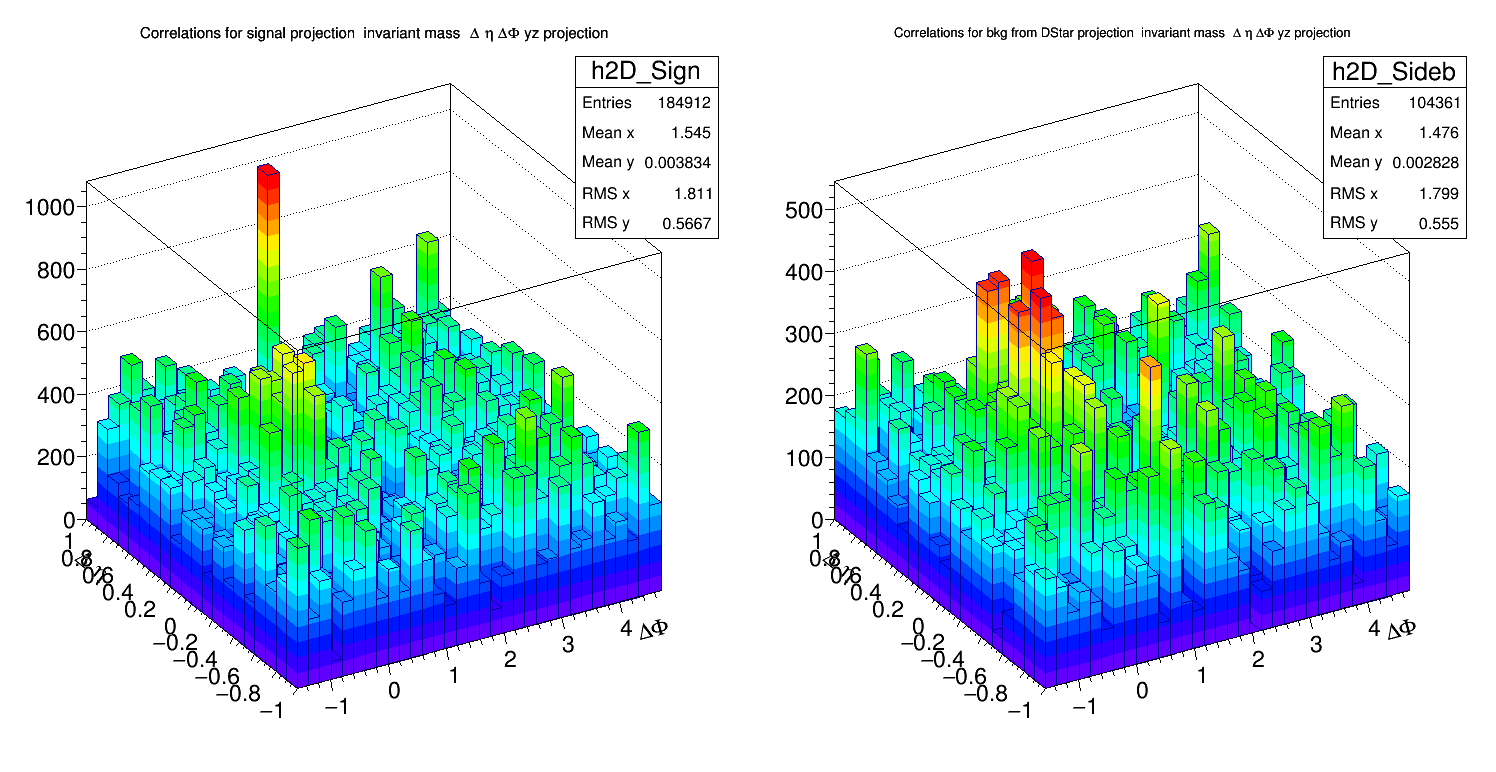 Correlations for signal projection invariant mass Δ η ΔΦ yz projection
h2D_Sign
Entries 184912
Mean x 1.545
Mean y 0.003834
RMS x 1.811
RMS y 0.5667
1000
800
600
400
200
0
1
0.8
0.6
0.4
0.2
0
−0.2
−0.4
−0.6
−0.8
−1
Δ η
−1
0
1
2
3
4
ΔΦ
Correlations for bkg from DStar projection invariant mass Δ η ΔΦ yz projection
h2D_Sideb
Entries 104361
Mean x 1.476
Mean y 0.002828
RMS x 1.799
RMS y 0.555
500
400
300
200
100
0
1
0.8
0.6
0.4
0.2
0
−0.2
−0.4
−0.6
−0.8
−1
Δ η
−1
0
1
2
3
4
ΔΦ